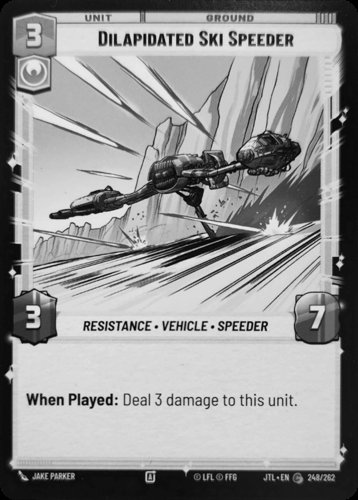 UNIT GROUND
3 DILAPIDATED SKI SPEEDER
3 RESISTANCE • VEHICLE • SPEEDER 7
When Played: Deal 3 damage to this unit.
JAKE PARKER A © LFL © FFG JTL • EN 248/262